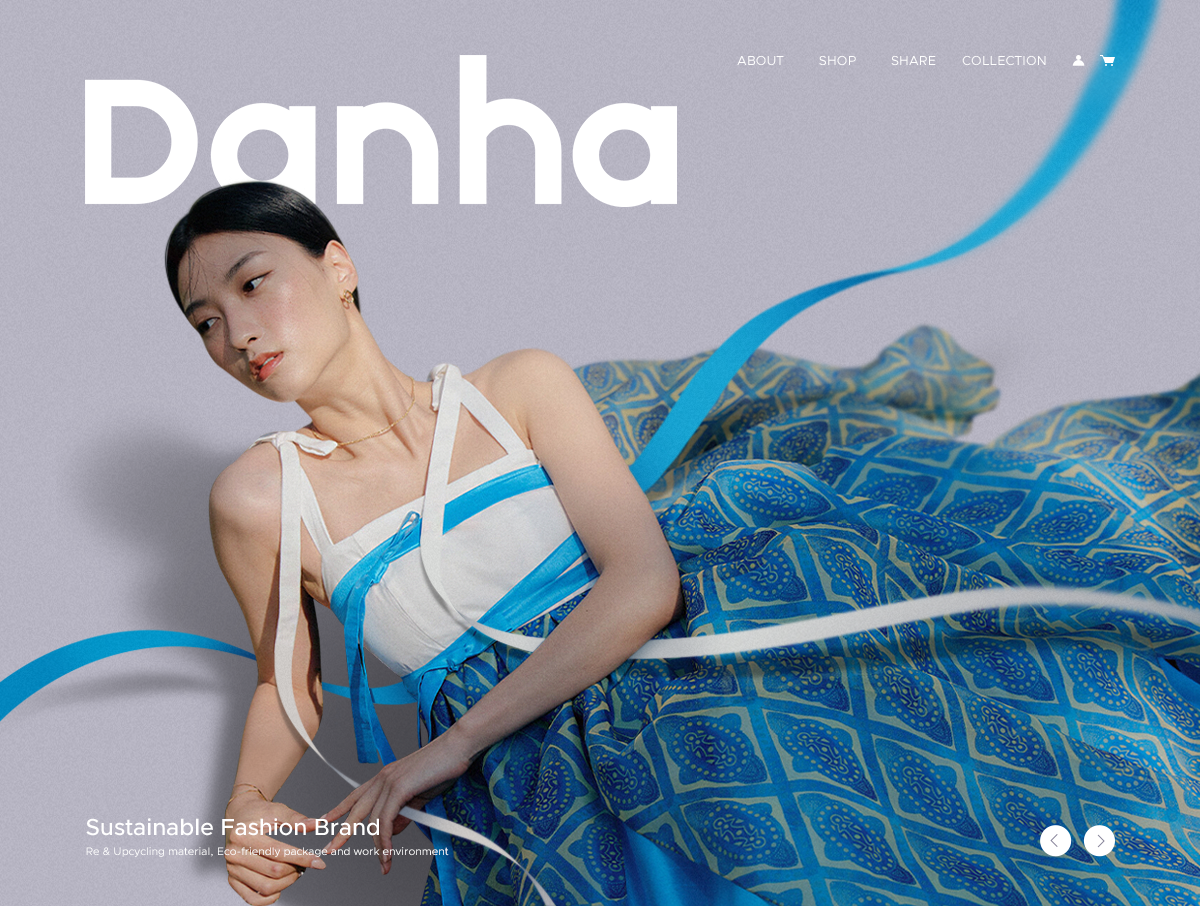 Danha
ABOUT SHOP SHARE COLLECTION
Sustainable Fashion Brand
Re & Upcycling material, Eco-friendly package and work environment